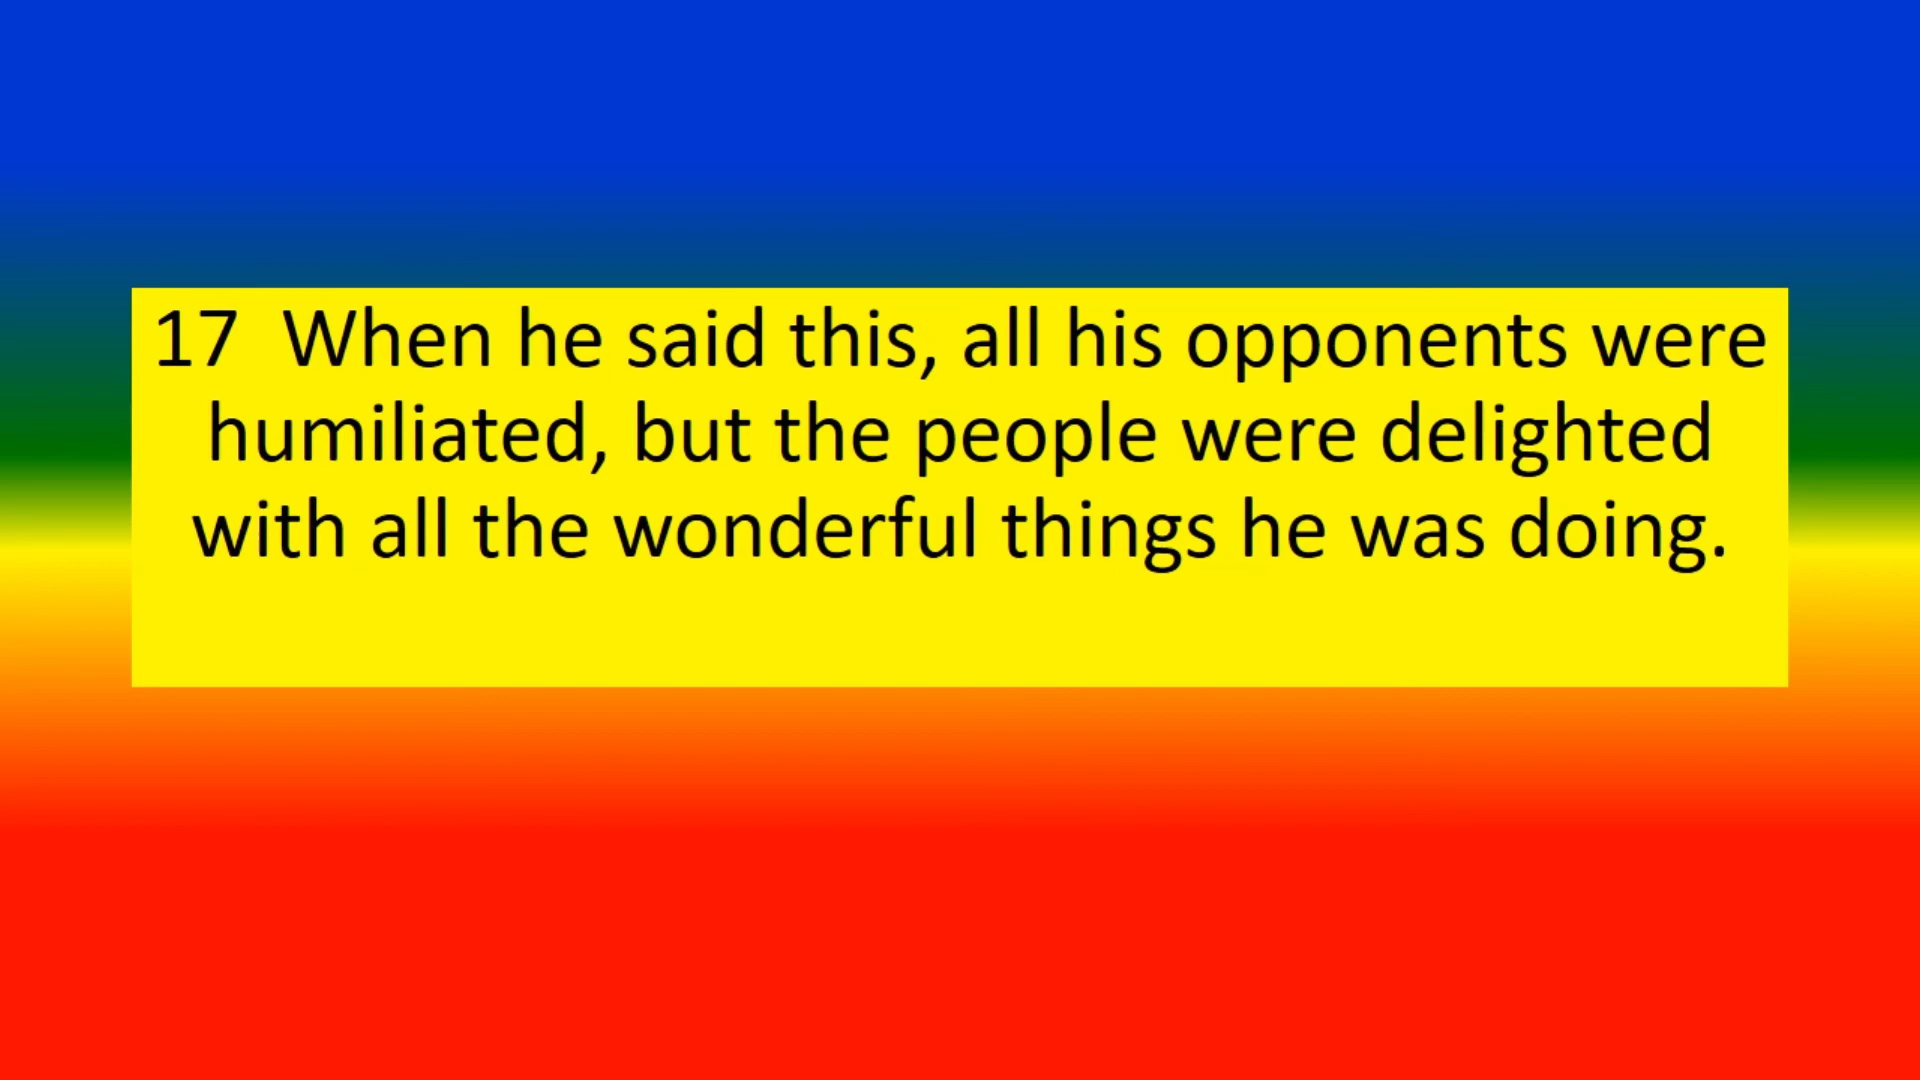 17  When he said this, all his opponents were
humiliated, but the people were delighted
with all the wonderful things he was doing.